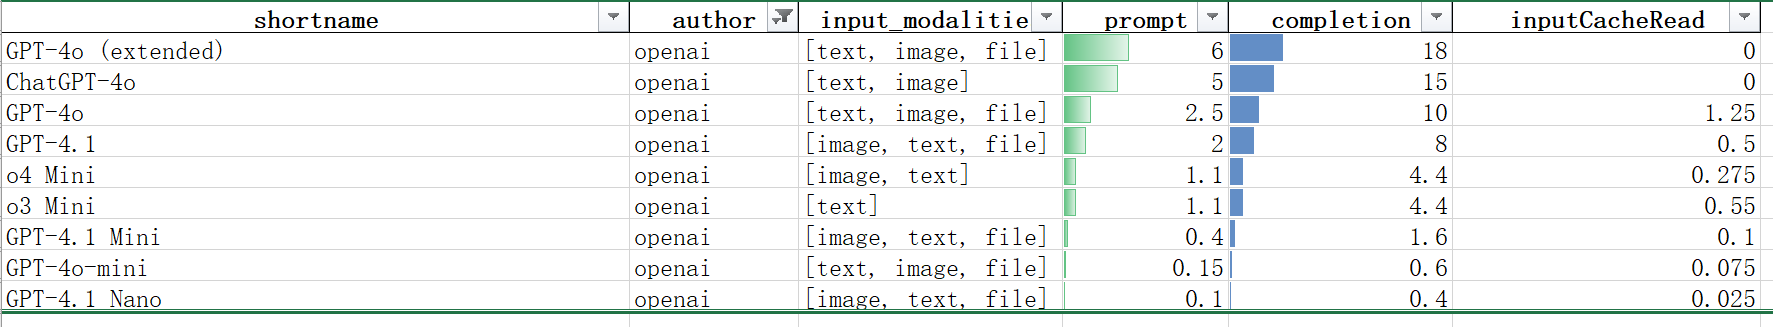 shortname author input_modalitie prompt completion inputCacheRead
GPT-4o (extended) openai [text, image, file] 6 18 0
ChatGPT-4o openai [text, image] 5 15 0
GPT-4o openai [text, image, file] 2.5 10 1.25
GPT-4.1 openai [image, text, file] 2 8 0.5
o4 Mini openai [image, text] 1.1 4.4 0.275
o3 Mini openai [text] 1.1 4.4 0.55
GPT-4.1 Mini openai [image, text, file] 0.4 1.6 0.1
GPT-4o-mini openai [text, image, file] 0.15 0.6 0.075
GPT-4.1 Nano openai [image, text, file] 0.1 0.4 0.025